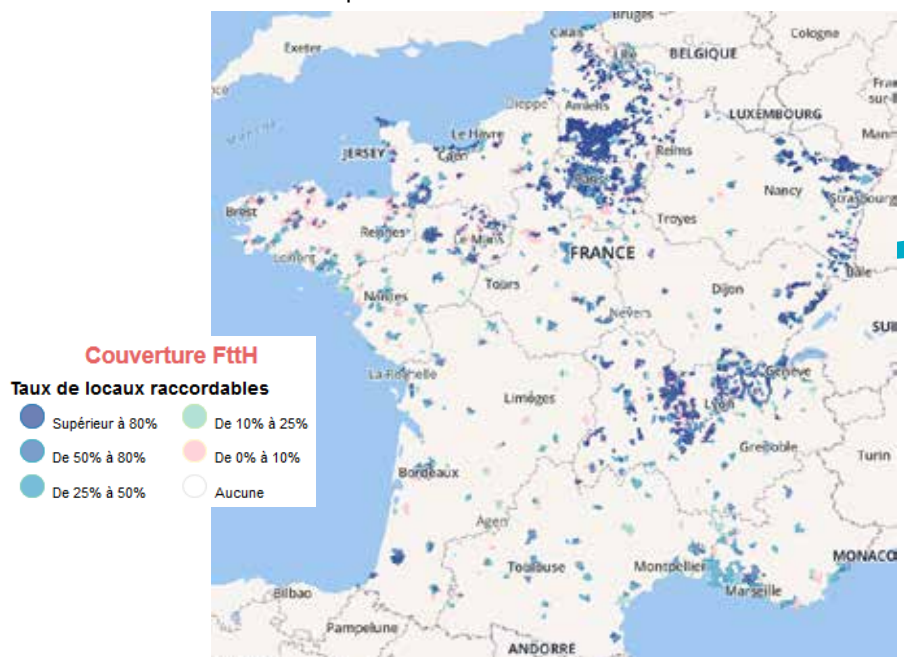 Bruges
Calais
Cologne
Exeter
Lille
BELGIQUE
Dieppe
Amiens
LUXEMBOURG
Le Havre
JERSEY
Caen
Reims
Paris
Nancy
Strasbourg
Brest
Troyes
Rennes
Le Mans
FRANCE
Lorient
Bâle
Tours
Dijon
Nantes
Nevers
SUI
Couverture FttH
Genève
La Rochelle
Taux de locaux raccordables
Limoges
Lyon
Supérieur à 80%
De 10% à 25%
Grenoble
De 50% à 80%
De 0% à 10%
Turin
Bordeaux
De 25% à 50%
Aucune
Agen
MONACO
Toulouse
Montpellier
Marseille
Bilbao
Pampelune
ANDORRE